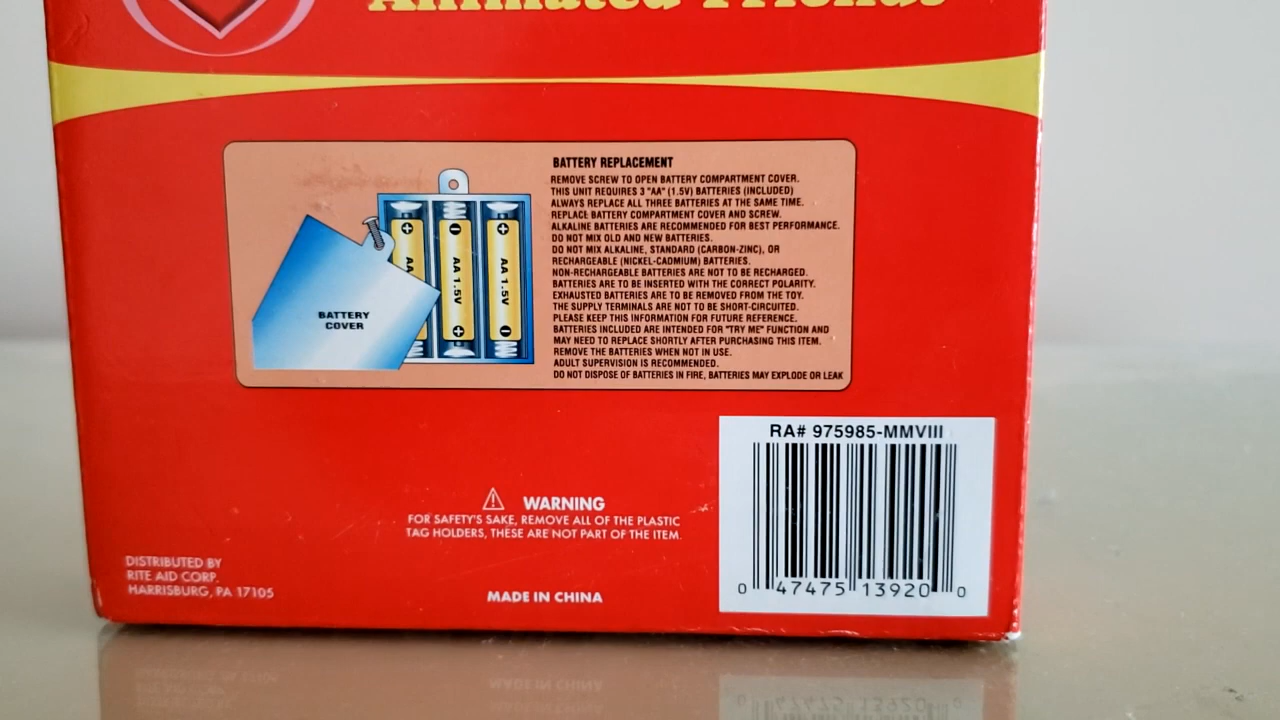 Animated Friends
BATTERY REPLACEMENT
REMOVE SCREW TO OPEN BATTERY COMPARTMENT COVER.
THIS UNIT REQUIRES 3 "AA" (1.5V) BATTERIES (INCLUDED)
ALWAYS REPLACE ALL THREE BATTERIES AT THE SAME TIME.
REPLACE BATTERY COMPARTMENT COVER AND SCREW.
ALKALINE BATTERIES ARE RECOMMENDED FOR BEST PERFORMANCE.
DO NOT MIX OLD AND NEW BATTERIES.
DO NOT MIX ALKALINE, STANDARD (CARBON-ZINC), OR
RECHARGEABLE (NICKEL-CADMIUM) BATTERIES.
NON-RECHARGEABLE BATTERIES ARE NOT TO BE RECHARGED.
BATTERIES ARE TO BE INSERTED WITH THE CORRECT POLARITY.
EXHAUSTED BATTERIES ARE TO BE REMOVED FROM THE TOY.
THE SUPPLY TERMINALS ARE NOT TO BE SHORT-CIRCUITED.
PLEASE KEEP THIS INFORMATION FOR FUTURE REFERENCE.
BATTERIES INCLUDED ARE INTENDED FOR "TRY ME" FUNCTION AND
MAY NEED TO REPLACE SHORTLY AFTER PURCHASING THIS ITEM.
REMOVE THE BATTERIES WHEN NOT IN USE.
ADULT SUPERVISION IS RECOMMENDED.
DO NOT DISPOSE OF BATTERIES IN FIRE, BATTERIES MAY EXPLODE OR LEAK
AA
AA 1.5V
AA 1.5V
BATTERY
COVER
RA# 975985-MMVIII
0 47475 13920 0
WARNING
FOR SAFETY'S SAKE, REMOVE ALL OF THE PLASTIC
TAG HOLDERS, THESE ARE NOT PART OF THE ITEM.
DISTRIBUTED BY
RITE AID CORP.
HARRISBURG, PA 17105
MADE IN CHINA